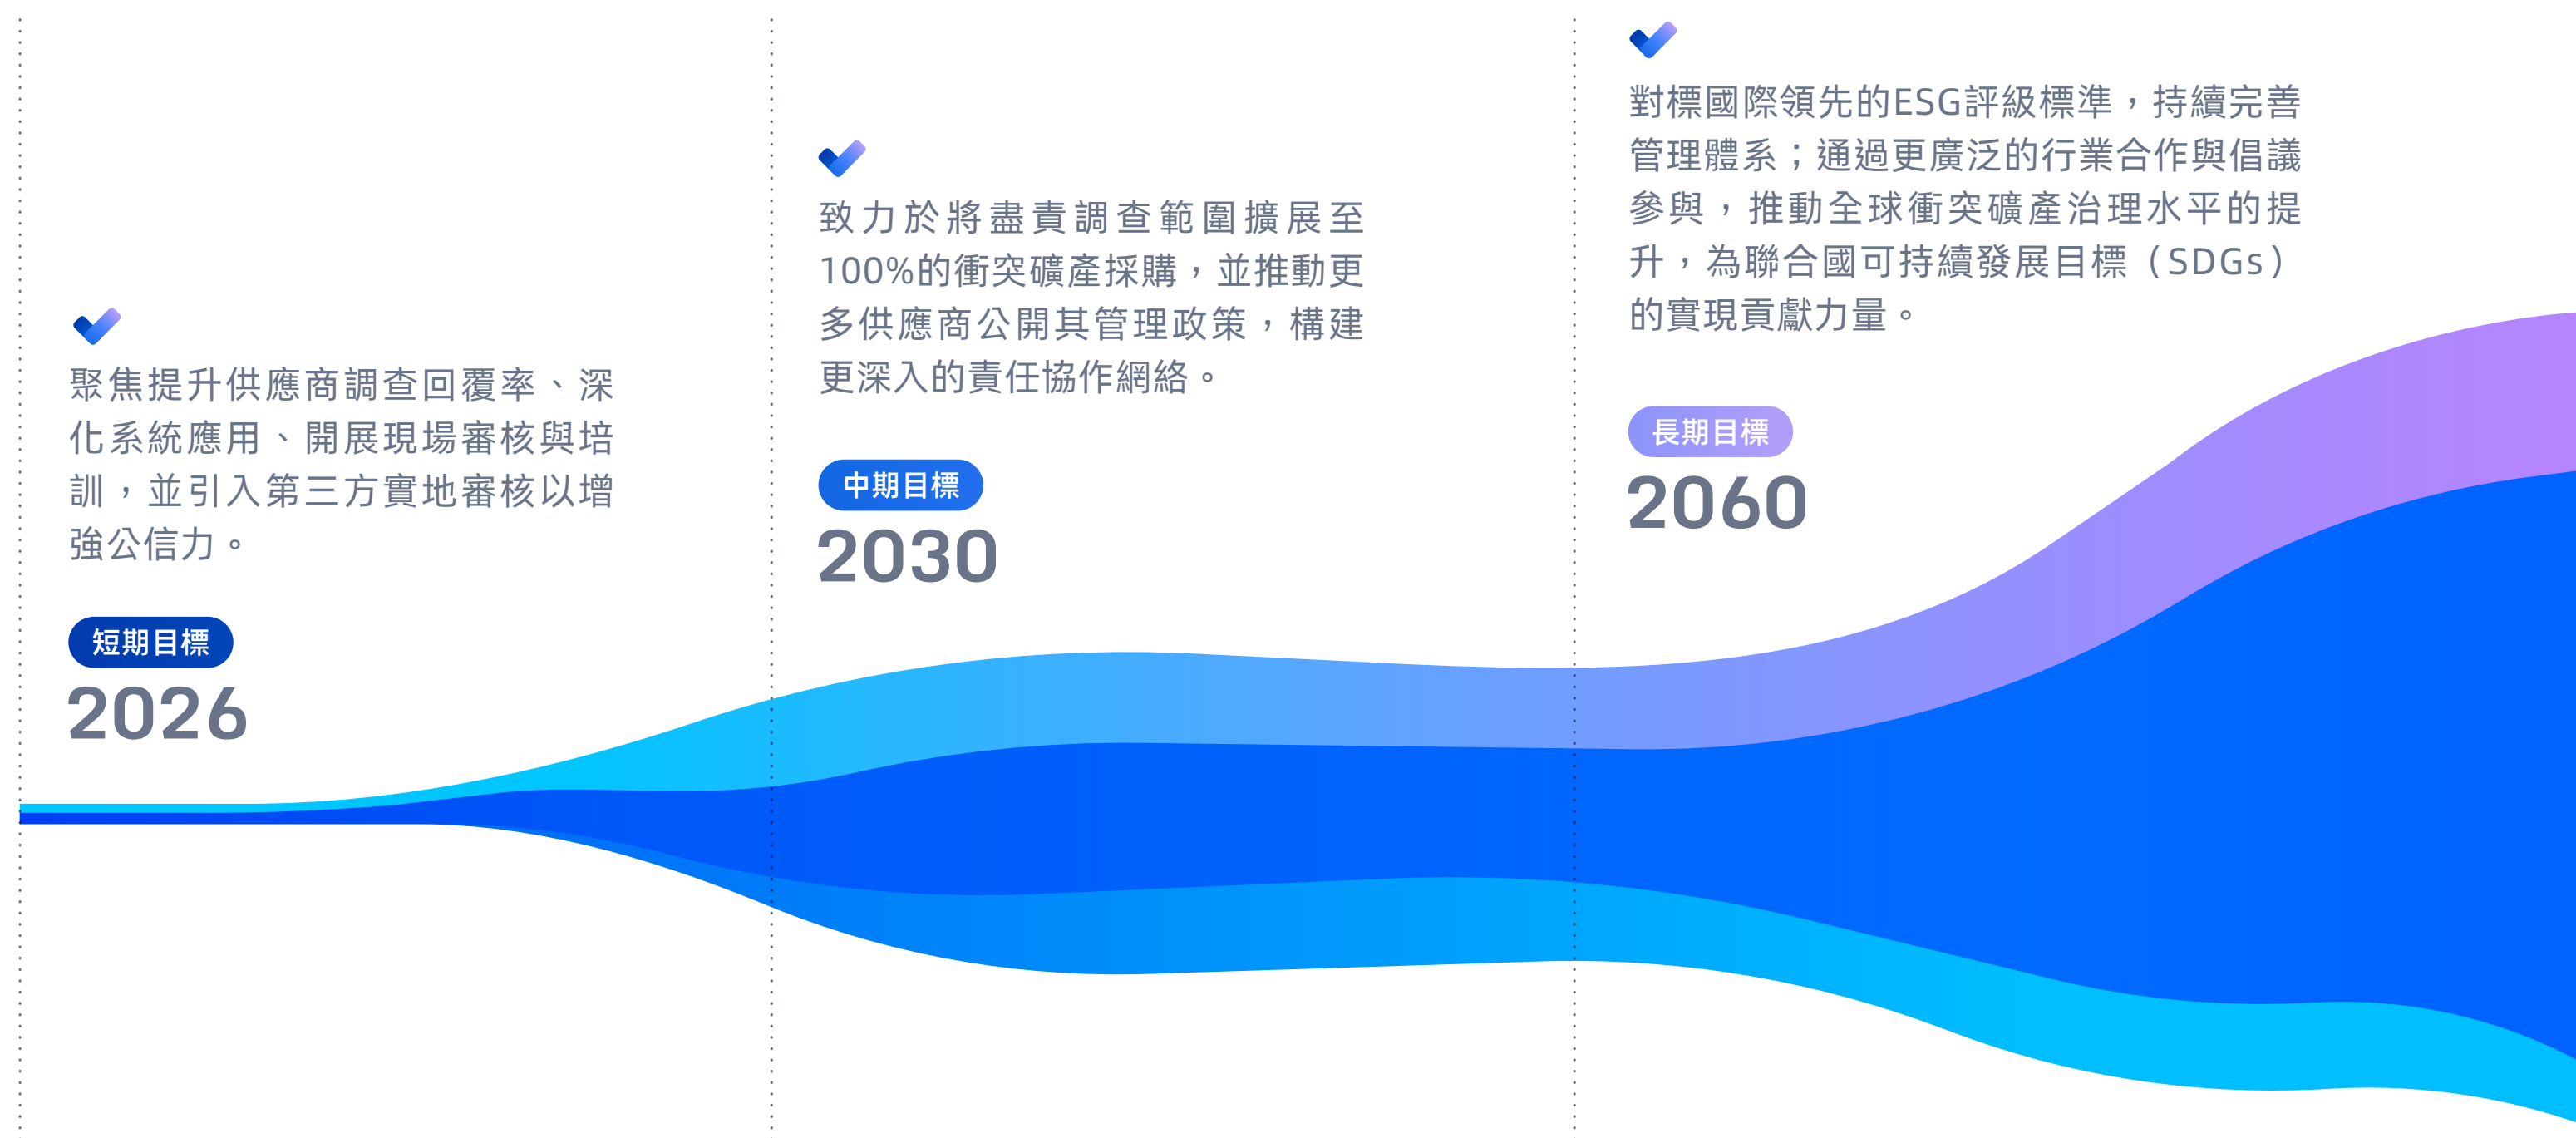 聚焦提升供應商調查回覆率、深
化系統應用、開展現場審核與培
訓，並引入第三方實地審核以增
強公信力。
短期目標
2026
致力於將盡責調查範圍擴展至
100%的衝突礦產採購，並推動更
多供應商公開其管理政策，構建
更深入的責任協作網絡。
中期目標
2030
對標國際領先的ESG評級標準，持續完善
管理體系；通過更廣泛的行業合作與倡議
參與，推動全球衝突礦產治理水平的提
升，為聯合國可持續發展目標（SDGs）
的實現貢獻力量。
長期目標
2060